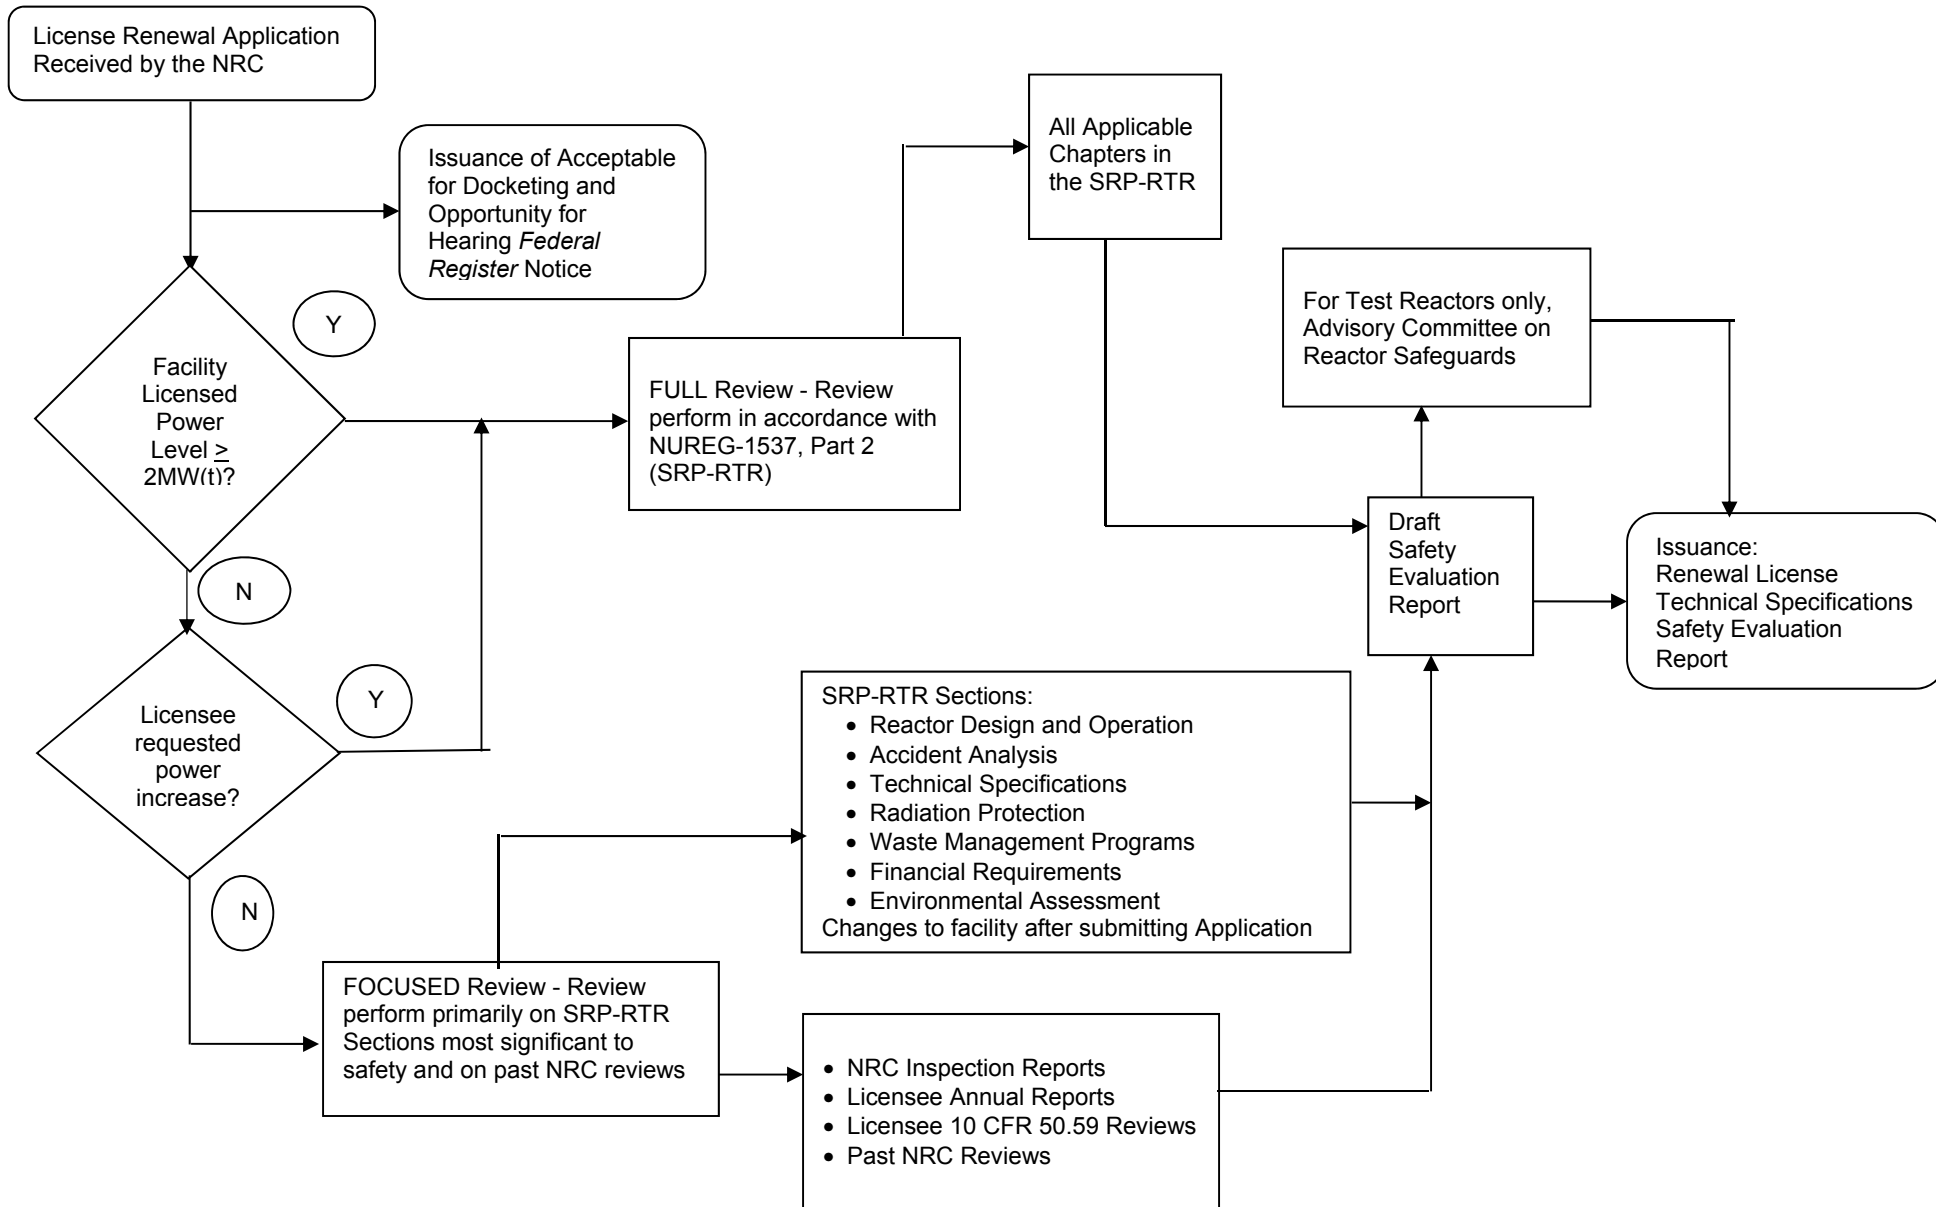 License Renewal Application
Received by the NRC
Issuance of Acceptable
for Docketing and
Opportunity for
Hearing Federal
Register Notice
Y
Facility
Licensed
Power
Level ≥
2MW(t)?
N
Licensee
requested
power
increase?
Y
N
FULL Review - Review
perform in accordance with
NUREG-1537, Part 2
(SRP-RTR)
All Applicable
Chapters in
the SRP-RTR
FOCUSED Review - Review
perform primarily on SRP-RTR
Sections most significant to
safety and on past NRC reviews
SRP-RTR Sections:
• Reactor Design and Operation
• Accident Analysis
• Technical Specifications
• Radiation Protection
• Waste Management Programs
• Financial Requirements
• Environmental Assessment
Changes to facility after submitting Application
• NRC Inspection Reports
• Licensee Annual Reports
• Licensee 10 CFR 50.59 Reviews
• Past NRC Reviews
Draft
Safety
Evaluation
Report
For Test Reactors only,
Advisory Committee on
Reactor Safeguards
Issuance:
Renewal License
Technical Specifications
Safety Evaluation
Report